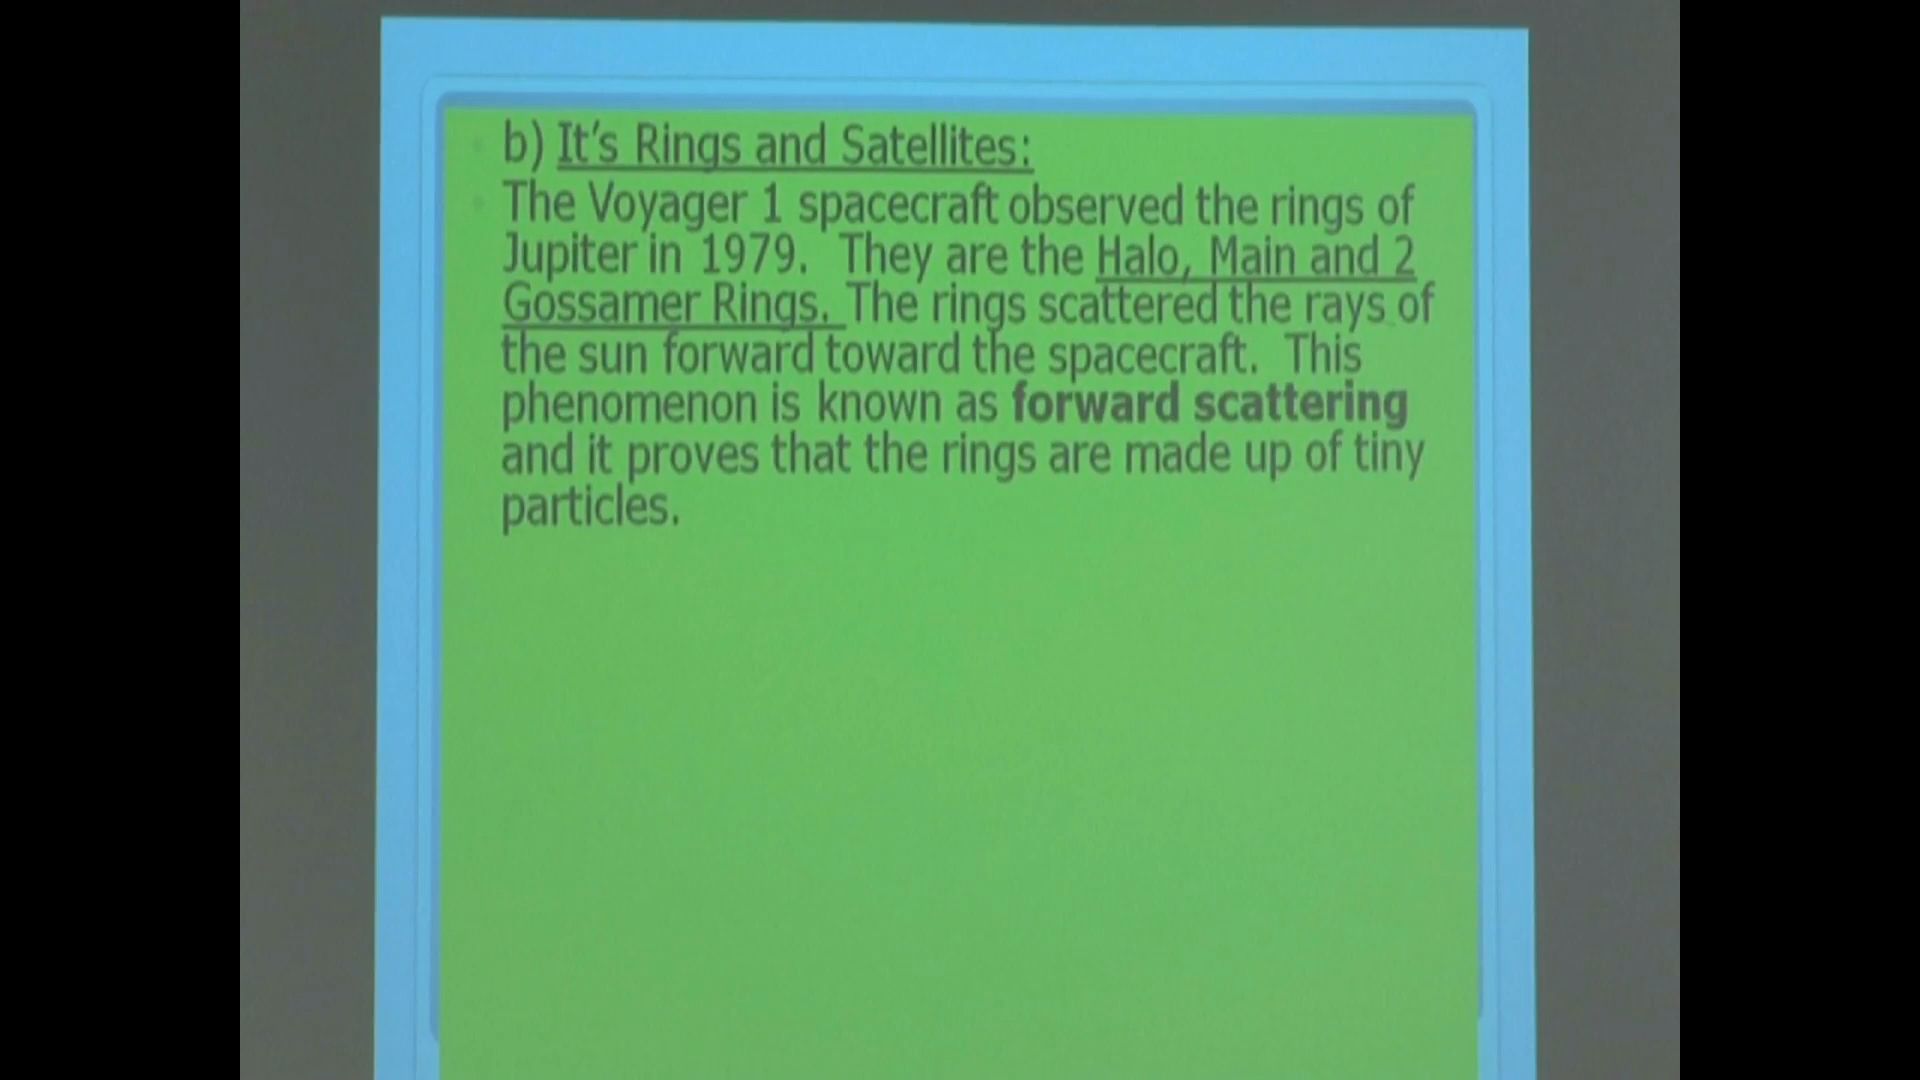 b) It's Rings and Satellites:
The Voyager 1 spacecraft observed the rings of
Jupiter in 1979.  They are the Halo, Main and 2
Gossamer Rings. The rings scattered the rays of
the sun forward toward the spacecraft.  This
phenomenon is known as forward scattering
and it proves that the rings are made up of tiny
particles.